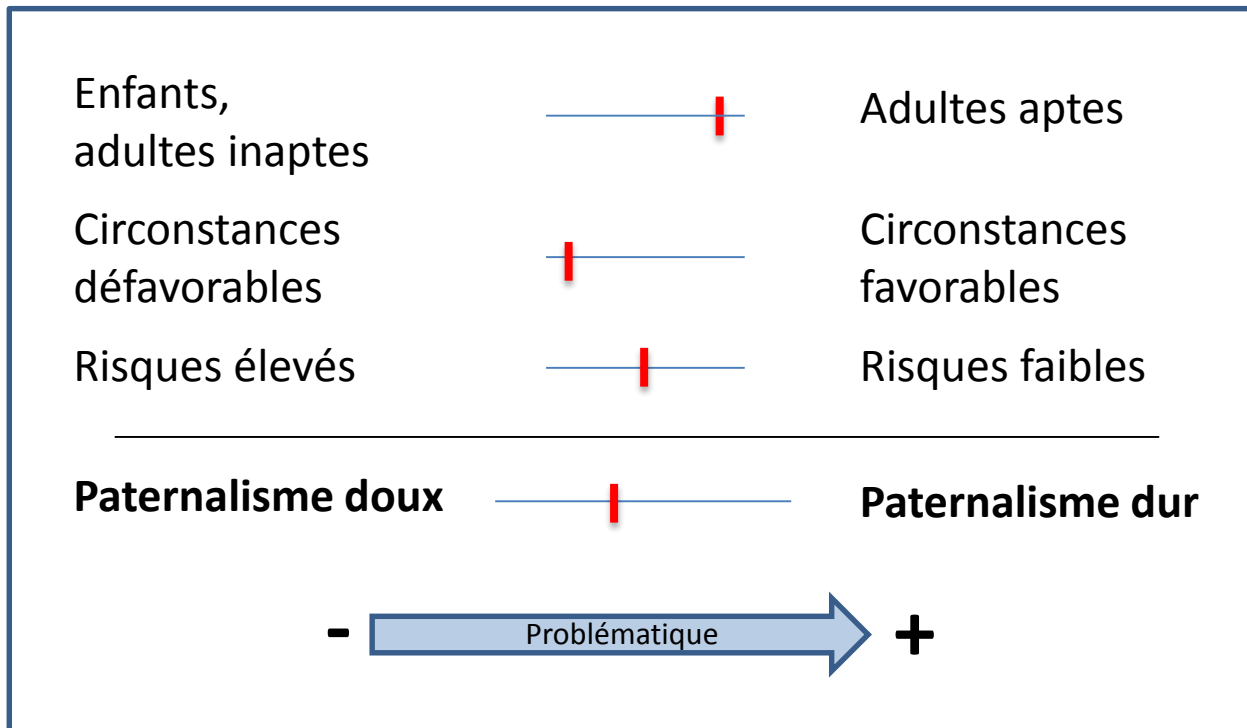 Enfants,
adultes inaptes
Adultes aptes
Circonstances
défavorables
Circonstances
favorables
Risques élevés
Risques faibles
Paternalisme doux
Paternalisme dur
- Problématique +